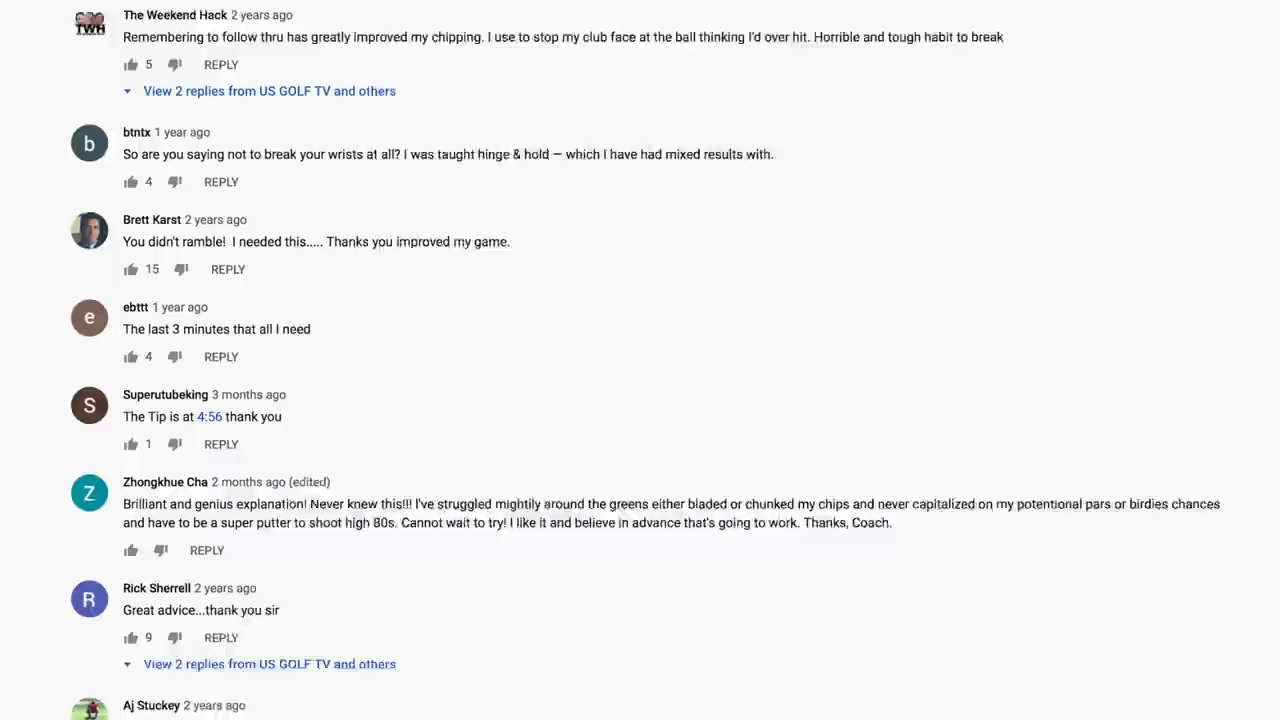 TWH
The Weekend Hack 2 years ago
Remembering to follow thru has greatly improved my chipping. I use to stop my club face at the ball thinking I'd over hit. Horrible and tough habit to break
5 REPLY
View 2 replies from US GOLF TV and others
b
btntx 1 year ago
So are you saying not to break your wrists at all? I was taught hinge & hold – which I have had mixed results with.
4 REPLY
Brett Karst 2 years ago
You didn't ramble! I needed this..... Thanks you improved my game.
15 REPLY
e
ebttt 1 year ago
The last 3 minutes that all I need
4 REPLY
S
Superutubeking 3 months ago
The Tip is at 4:56 thank you
1 REPLY
Z
Zhongkhue Cha 2 months ago (edited)
Brilliant and genius explanation! Never knew this!!! I've struggled mightily around the greens either bladed or chunked my chips and never capitalized on my potential pars or birdies chances
and have to be a super putter to shoot high 80s. Cannot wait to try! I like it and believe in advance that's going to work. Thanks, Coach.
REPLY
R
Rick Sherrell 2 years ago
Great advice...thank you sir
9 REPLY
View 2 replies from US GOLF TV and others
Aj Stuckey 2 years ago